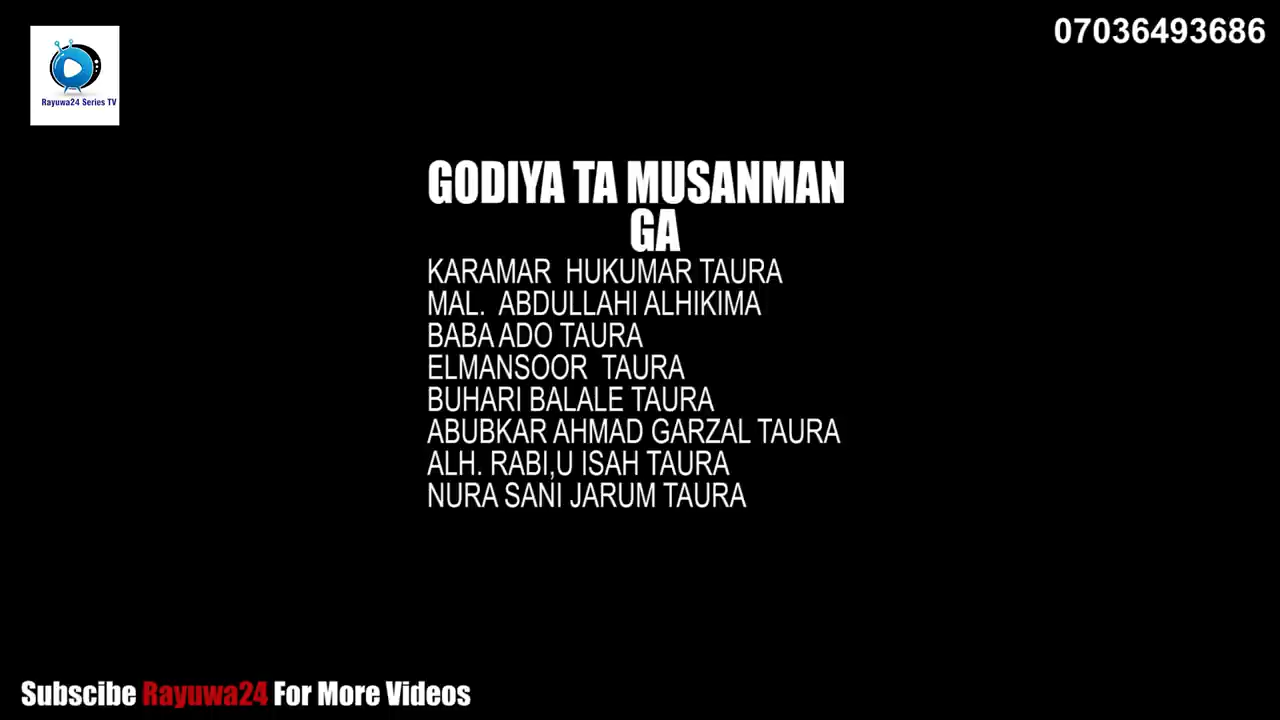 07036493686
Rayuwa24 Series TV
GODIYA TA MUSANMAN
GA
KARAMAR HUKUMAR TAURA
MAL. ABDULLAHI ALHIKIMA
BABA ADO TAURA
ELMANSOOR TAURA
BUHARI BALALE TAURA
ABUBKAR AHMAD GARZAL TAURA
ALH. RABI,U ISAH TAURA
NURA SANI JARUM TAURA
Subscibe Rayuwa24 For More Videos